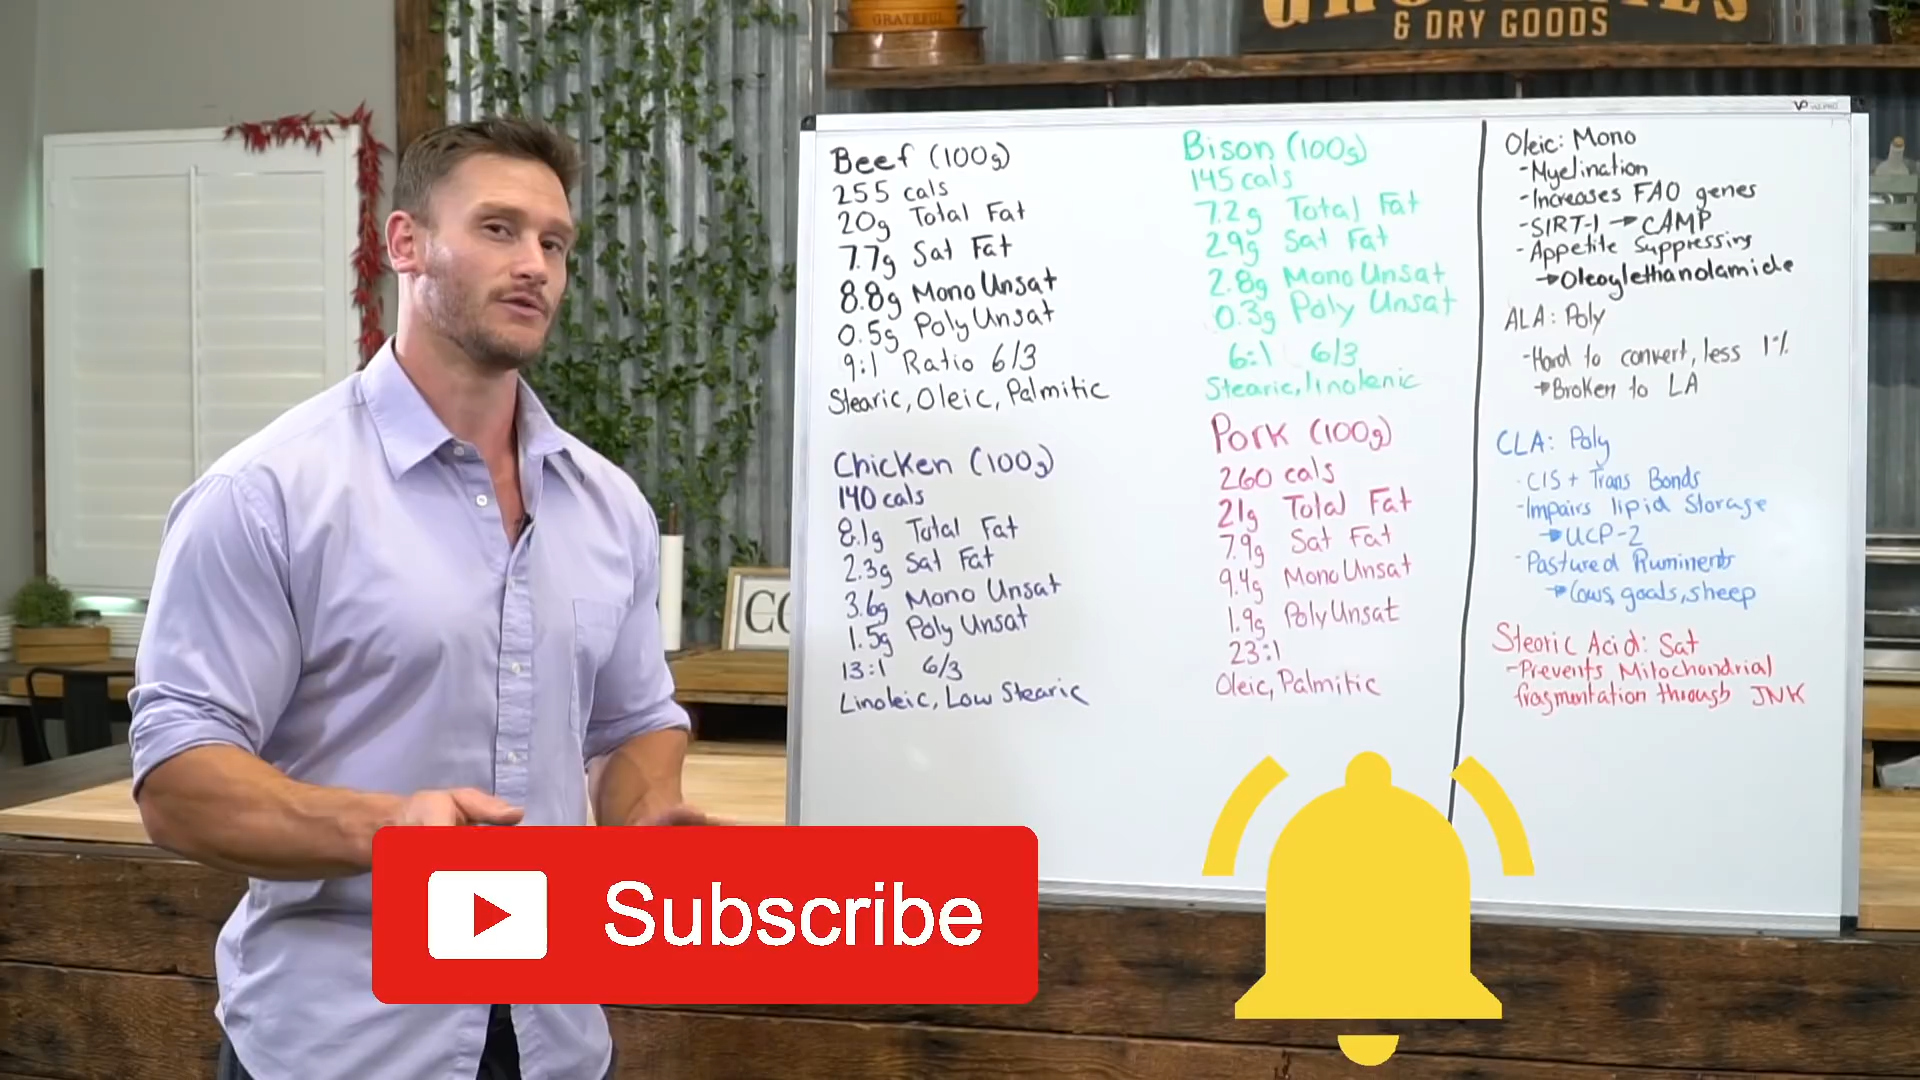 GRATEFUL
GROCERIES
& DRY GOODS
Beef (100g)
255 cals
20g Total Fat
7.7g Sat Fat
8.8g Mono Unsat
0.5g Poly Unsat
9:1 Ratio 6/3
Stearic, Oleic, Palmitic
Chicken (100g)
140 cals
8.1g Total Fat
2.3g Sat Fat
3.6g Mono Unsat
1.5g Poly Unsat
13:1 6/3
Linoleic, Low Stearic
Bison (100g)
145 cals
7.2g Total Fat
29g Sat Fat
2.8g Mono Unsat
0.3g Poly Unsat
6:1 6/3
Stearic, linolenic
Pork (100g)
260 cals
21g Total Fat
7.9g Sat Fat
9.4g Mono Unsat
1.9g Poly Unsat
23:1
Oleic, Palmitic
Oleic: Mono
-Myelination
-Increases FAO genes
-SIRT-1 → CAMP
-Appetite Suppressing
→Oleoylethanolamide
ALA: Poly
-Hard to convert, less 1%
→Broken to LA
CLA: Poly
-CIS + Trans Bonds
-Impairs lipid Storage
→UCP-2
-Pastured Ruminents
→Cows, goats, sheep
Stearic Acid: Sat
-Prevents Mitochondrial
fragmentation through JNK
CO
Subscribe